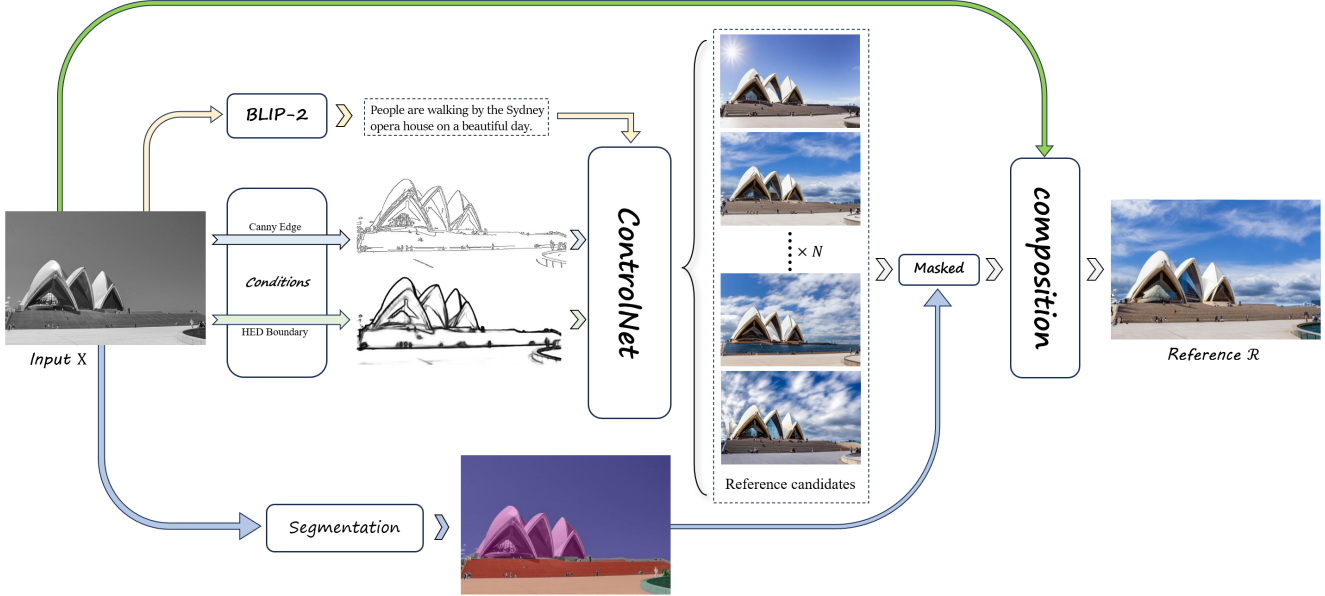 BLIP-2
People are walking by the Sydney
opera house on a beautiful day.
Canny Edge
Conditions
HED Boundary
Input X
ControlNet
× N
Reference candidates
Masked
composition
Reference ℛ
Segmentation